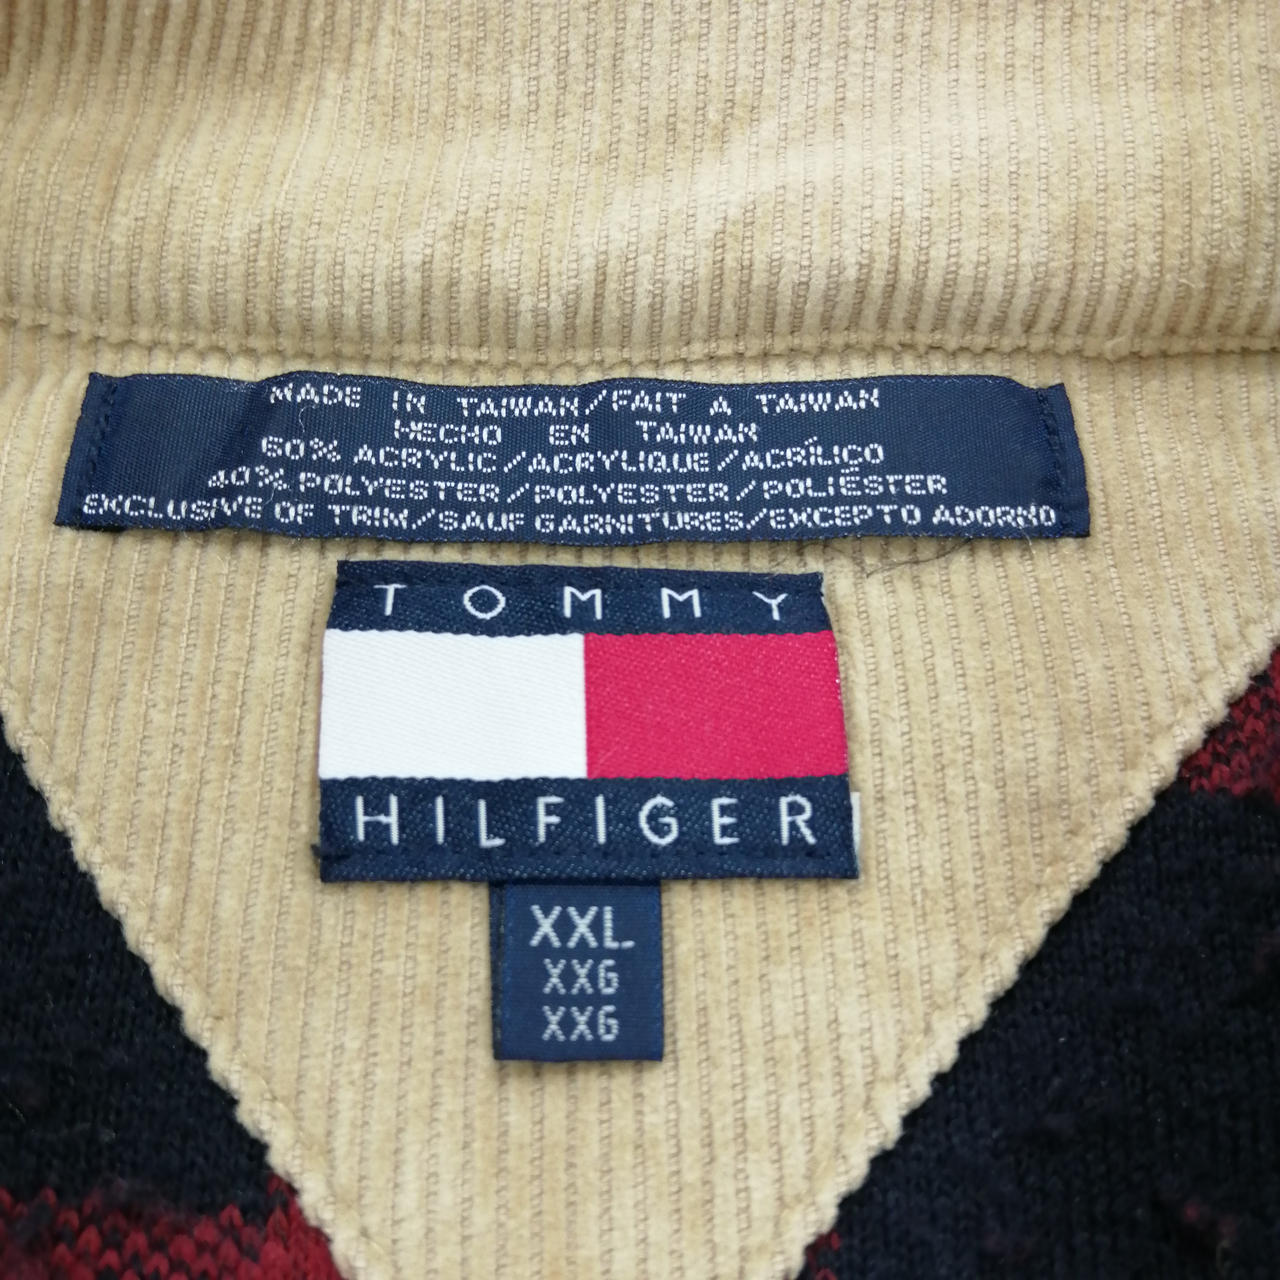 MADE IN TAIWAN/FAIT A TAIWAN
HECHO EN TAIWAN
60% ACRYLIC/ACRYLIQUE/ACRÍLICO
40% POLYESTER/POLYESTER/POLIÉSTER
EXCLUSIVE OF TRIM/SAUF GARNITURES/EXCEPTO ADORNO
TOMMY
HILFIGER
XXL
XXG
XXG